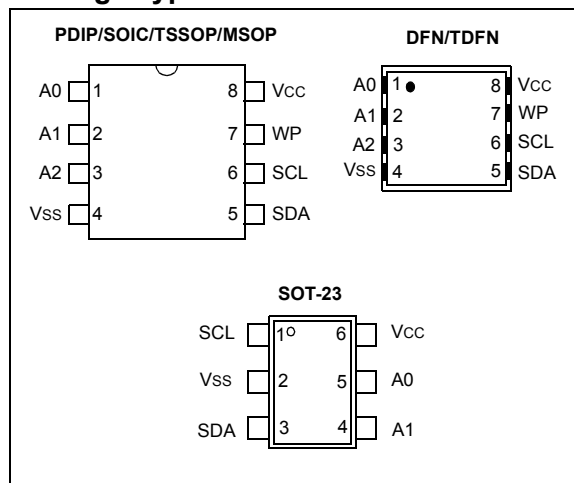 PDIP/SOIC/TSSOP/MSOP
A0 1 8 VCC
A1 2 7 WP
A2 3 6 SCL
VSS 4 5 SDA
DFN/TDFN
A0 1 8 VCC
A1 2 7 WP
A2 3 6 SCL
VSS 4 5 SDA
SOT-23
SCL 1 6 VCC
VSS 2 5 A0
SDA 3 4 A1